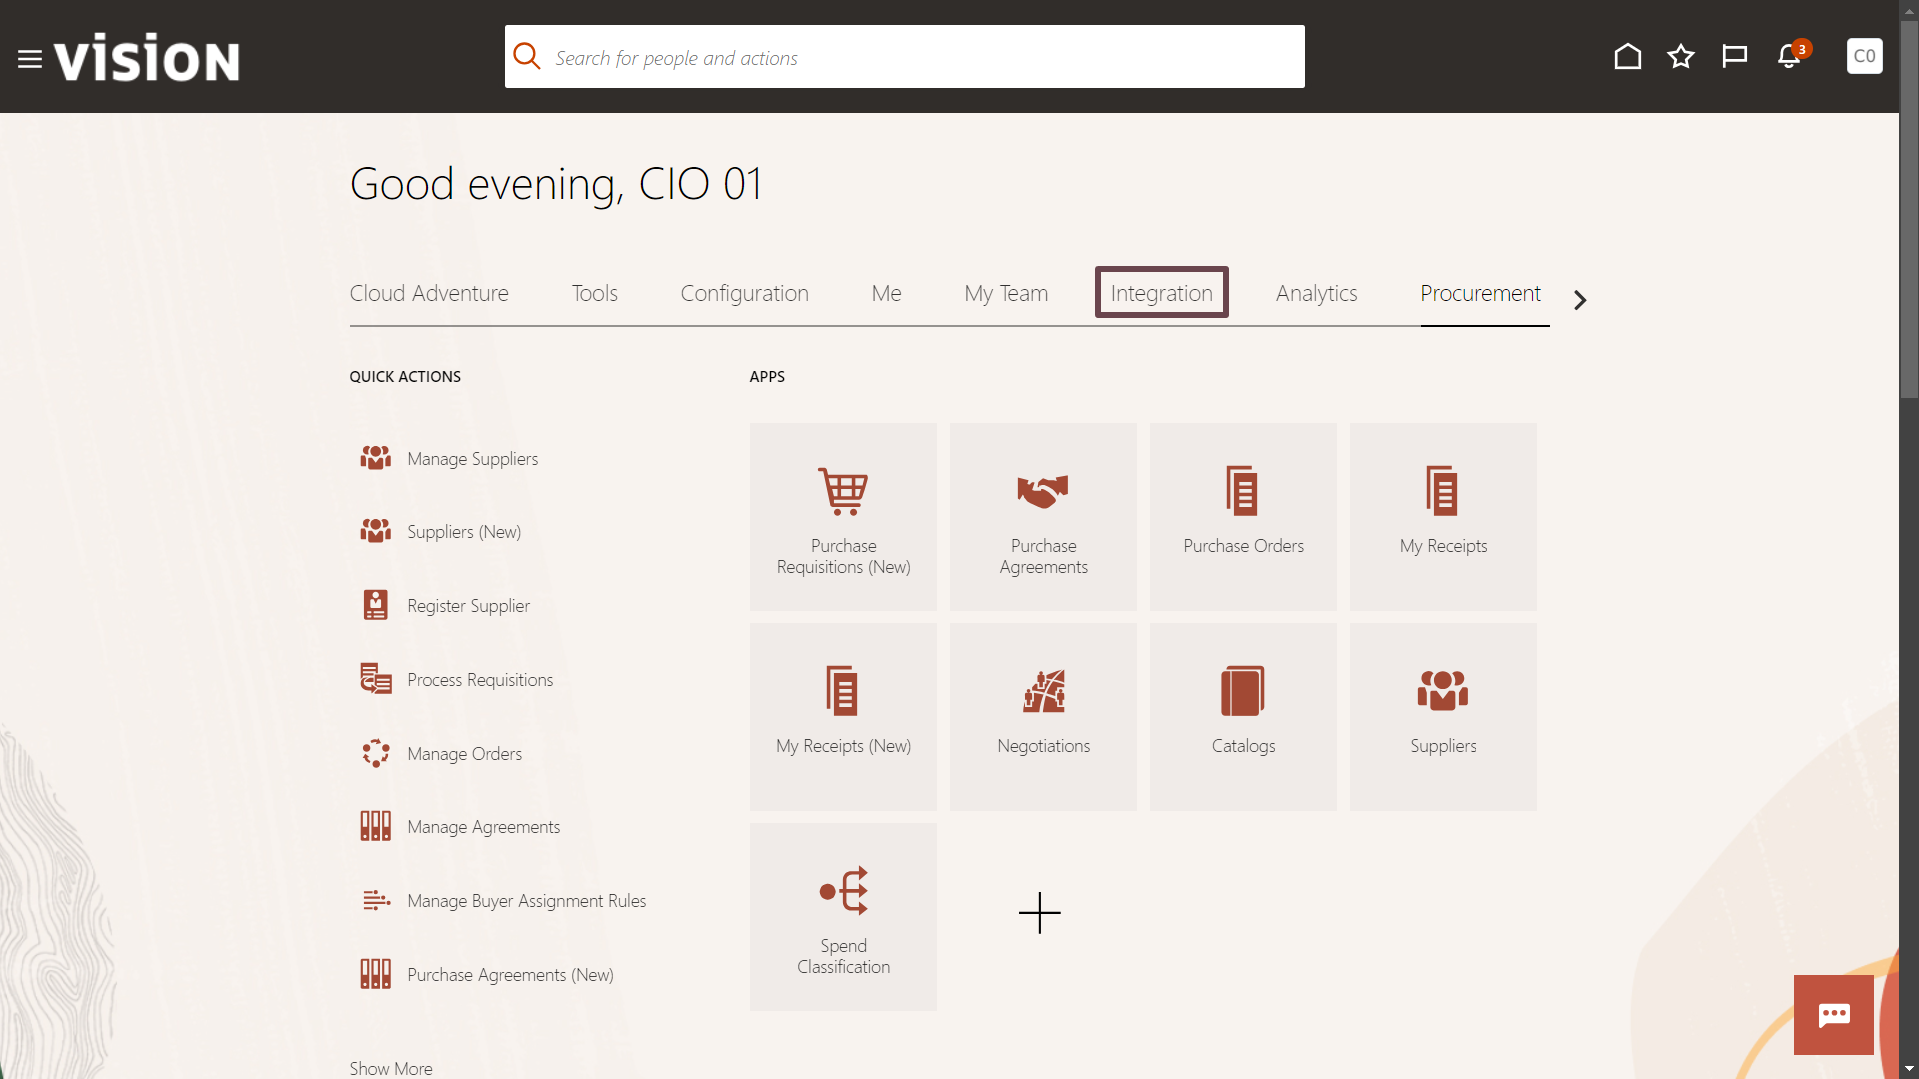 vision
Search for people and actions
3
C0
Good evening, CIO 01
Cloud Adventure
Tools
Configuration
Me
My Team
Integration
Analytics
Procurement
QUICK ACTIONS
Manage Suppliers
Suppliers (New)
Register Supplier
Process Requisitions
Manage Orders
Manage Agreements
Manage Buyer Assignment Rules
Purchase Agreements (New)
Show More
APPS
Purchase
Requisitions (New)
Purchase
Agreements
Purchase Orders
My Receipts
My Receipts (New)
Negotiations
Catalogs
Suppliers
Spend
Classification